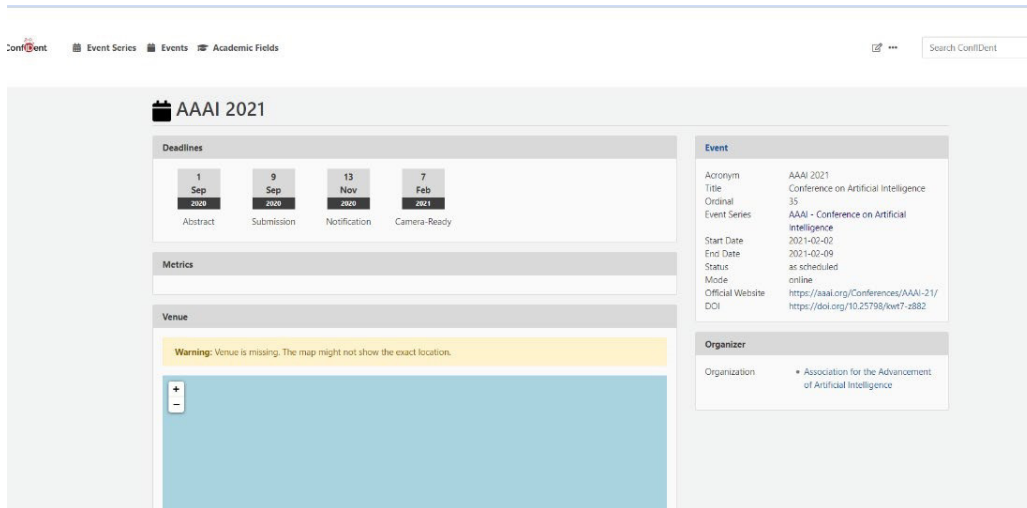 ConfIDent
Event Series
Events
Academic Fields
Search ConfIDent
AAAI 2021
Deadlines
1
Sep
2020
Abstract
9
Sep
2020
Submission
13
Nov
2020
Notification
7
Feb
2021
Camera-Ready
Metrics
Venue
Warning: Venue is missing. The map might not show the exact location.
+
−
Event
Acronym AAAI 2021
Title Conference on Artificial Intelligence
Ordinal 35
Event Series AAAI - Conference on Artificial
Intelligence
Start Date 2021-02-02
End Date 2021-02-09
Status as scheduled
Mode online
Official Website https://aaai.org/Conferences/AAAI-21/
DOI https://doi.org/10.25798/kwt7-z882
Organizer
Organization • Association for the Advancement
of Artificial Intelligence